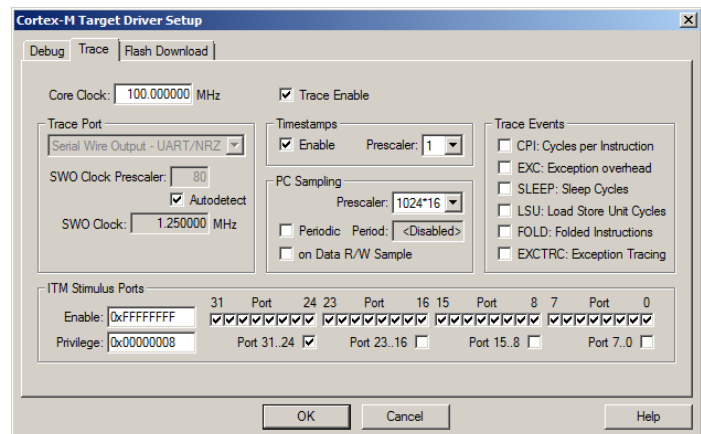 Cortex-M Target Driver Setup
Debug Trace Flash Download
Core Clock: 100.000000 MHz Trace Enable
Trace Port
Serial Wire Output - UART/NRZ
SWO Clock Prescaler: 80
Autodetect
SWO Clock: 1.250000 MHz
Timestamps
Enable Prescaler: 1
PC Sampling
Prescaler: 1024*16
Periodic Period: <Disabled>
on Data R/W Sample
Trace Events
CPI: Cycles per Instruction
EXC: Exception overhead
SLEEP: Sleep Cycles
LSU: Load Store Unit Cycles
FOLD: Folded Instructions
EXCTRC: Exception Tracing
ITM Stimulus Ports
31 Port 24 23 Port 16 15 Port 8 7 Port 0
Enable: 0xFFFFFFFF
Privilege: 0x00000008 Port 31..24 Port 23..16 Port 15..8 Port 7..0
OK Cancel Help